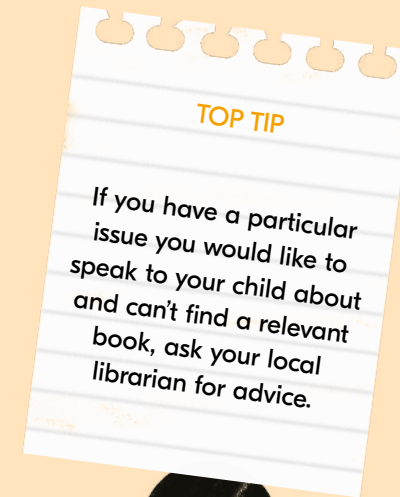 TOP TIP
If you have a particular
issue you would like to
speak to your child about
and can't find a relevant
book, ask your local
librarian for advice.